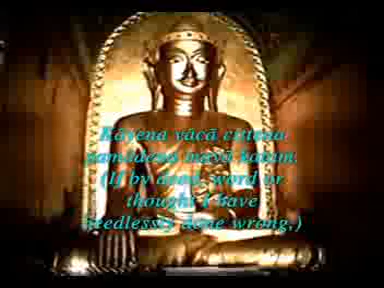 Kāyena vācā cittena
pamādena mayā kataṃ.
(If by deed, word or
thought I have
heedlessly done wrong,)